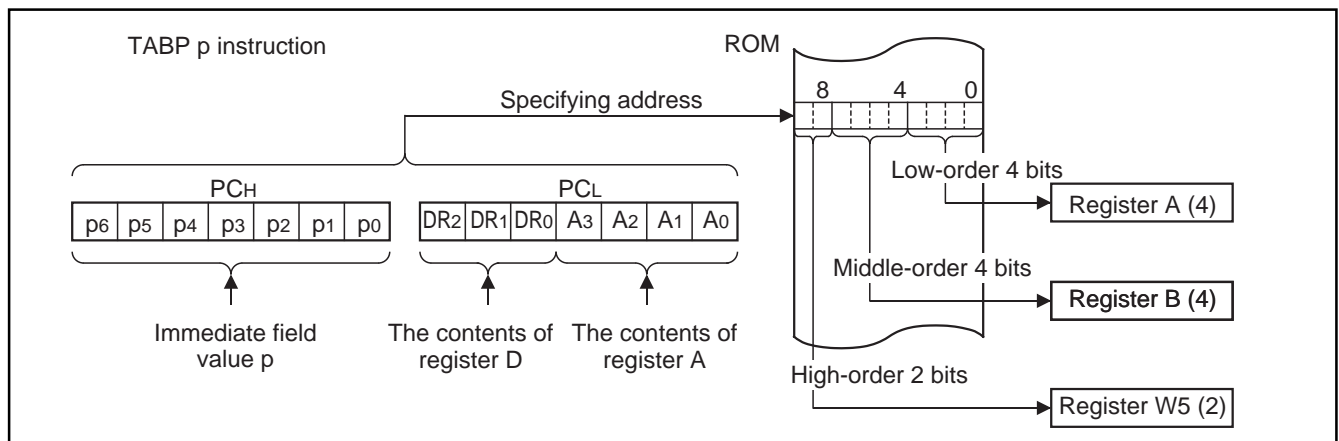 TABP p instruction
ROM
8 4 0
Specifying address
Low-order 4 bits
PCH
PCL
Register A (4)
p6 p5 p4 p3 p2 p1 p0
DR2 DR1 DR0 A3 A2 A1 A0
Middle-order 4 bits
Register B (4)
Immediate field
value p
The contents of
register D
The contents of
register A
High-order 2 bits
Register W5 (2)